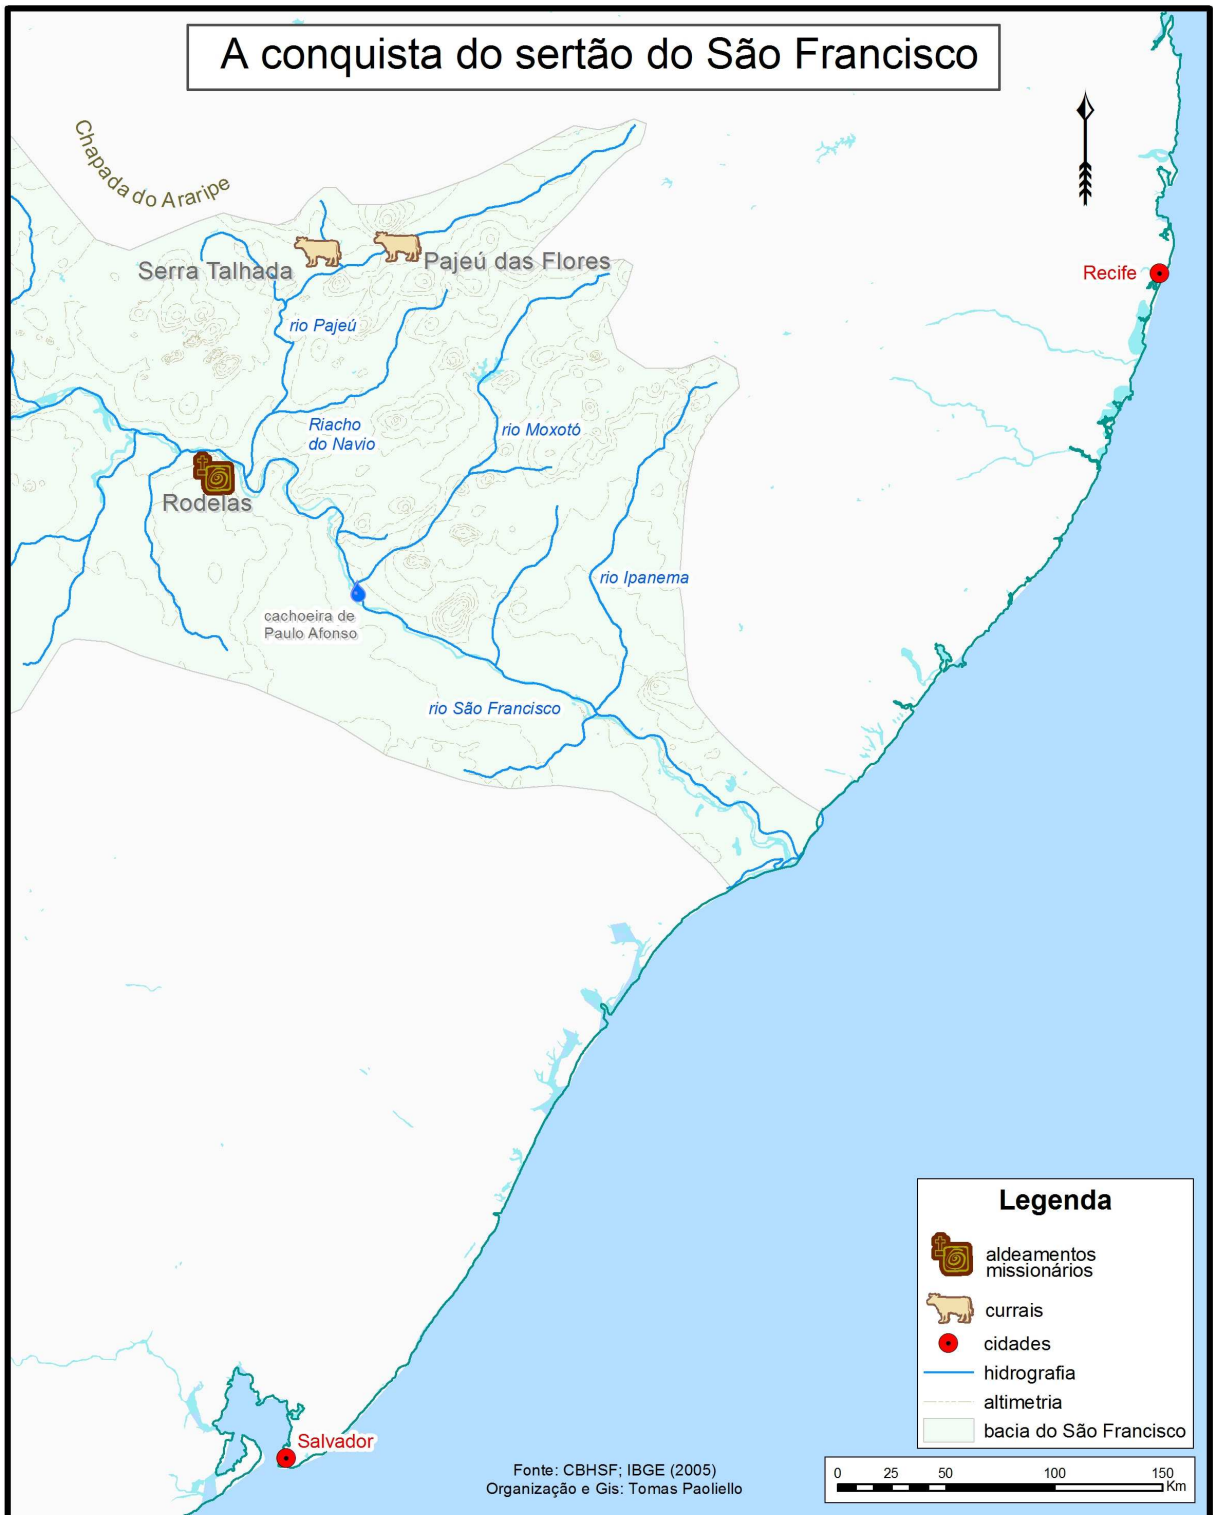 A conquista do sertão do São Francisco
Chapada do Araripe
Serra Talhada
Pajeú das Flores
Recife
rio Pajeú
Riacho
do Navio
rio Moxotó
Rodelas
rio Ipanema
cachoeira de
Paulo Afonso
rio São Francisco
Legenda
aldeamentos
missionários
currais
cidades
hidrografia
altimetria
bacia do São Francisco
Salvador
Fonte: CBHSF; IBGE (2005)
Organização e Gis: Tomas Paoliello
0 25 50 100 150
Km